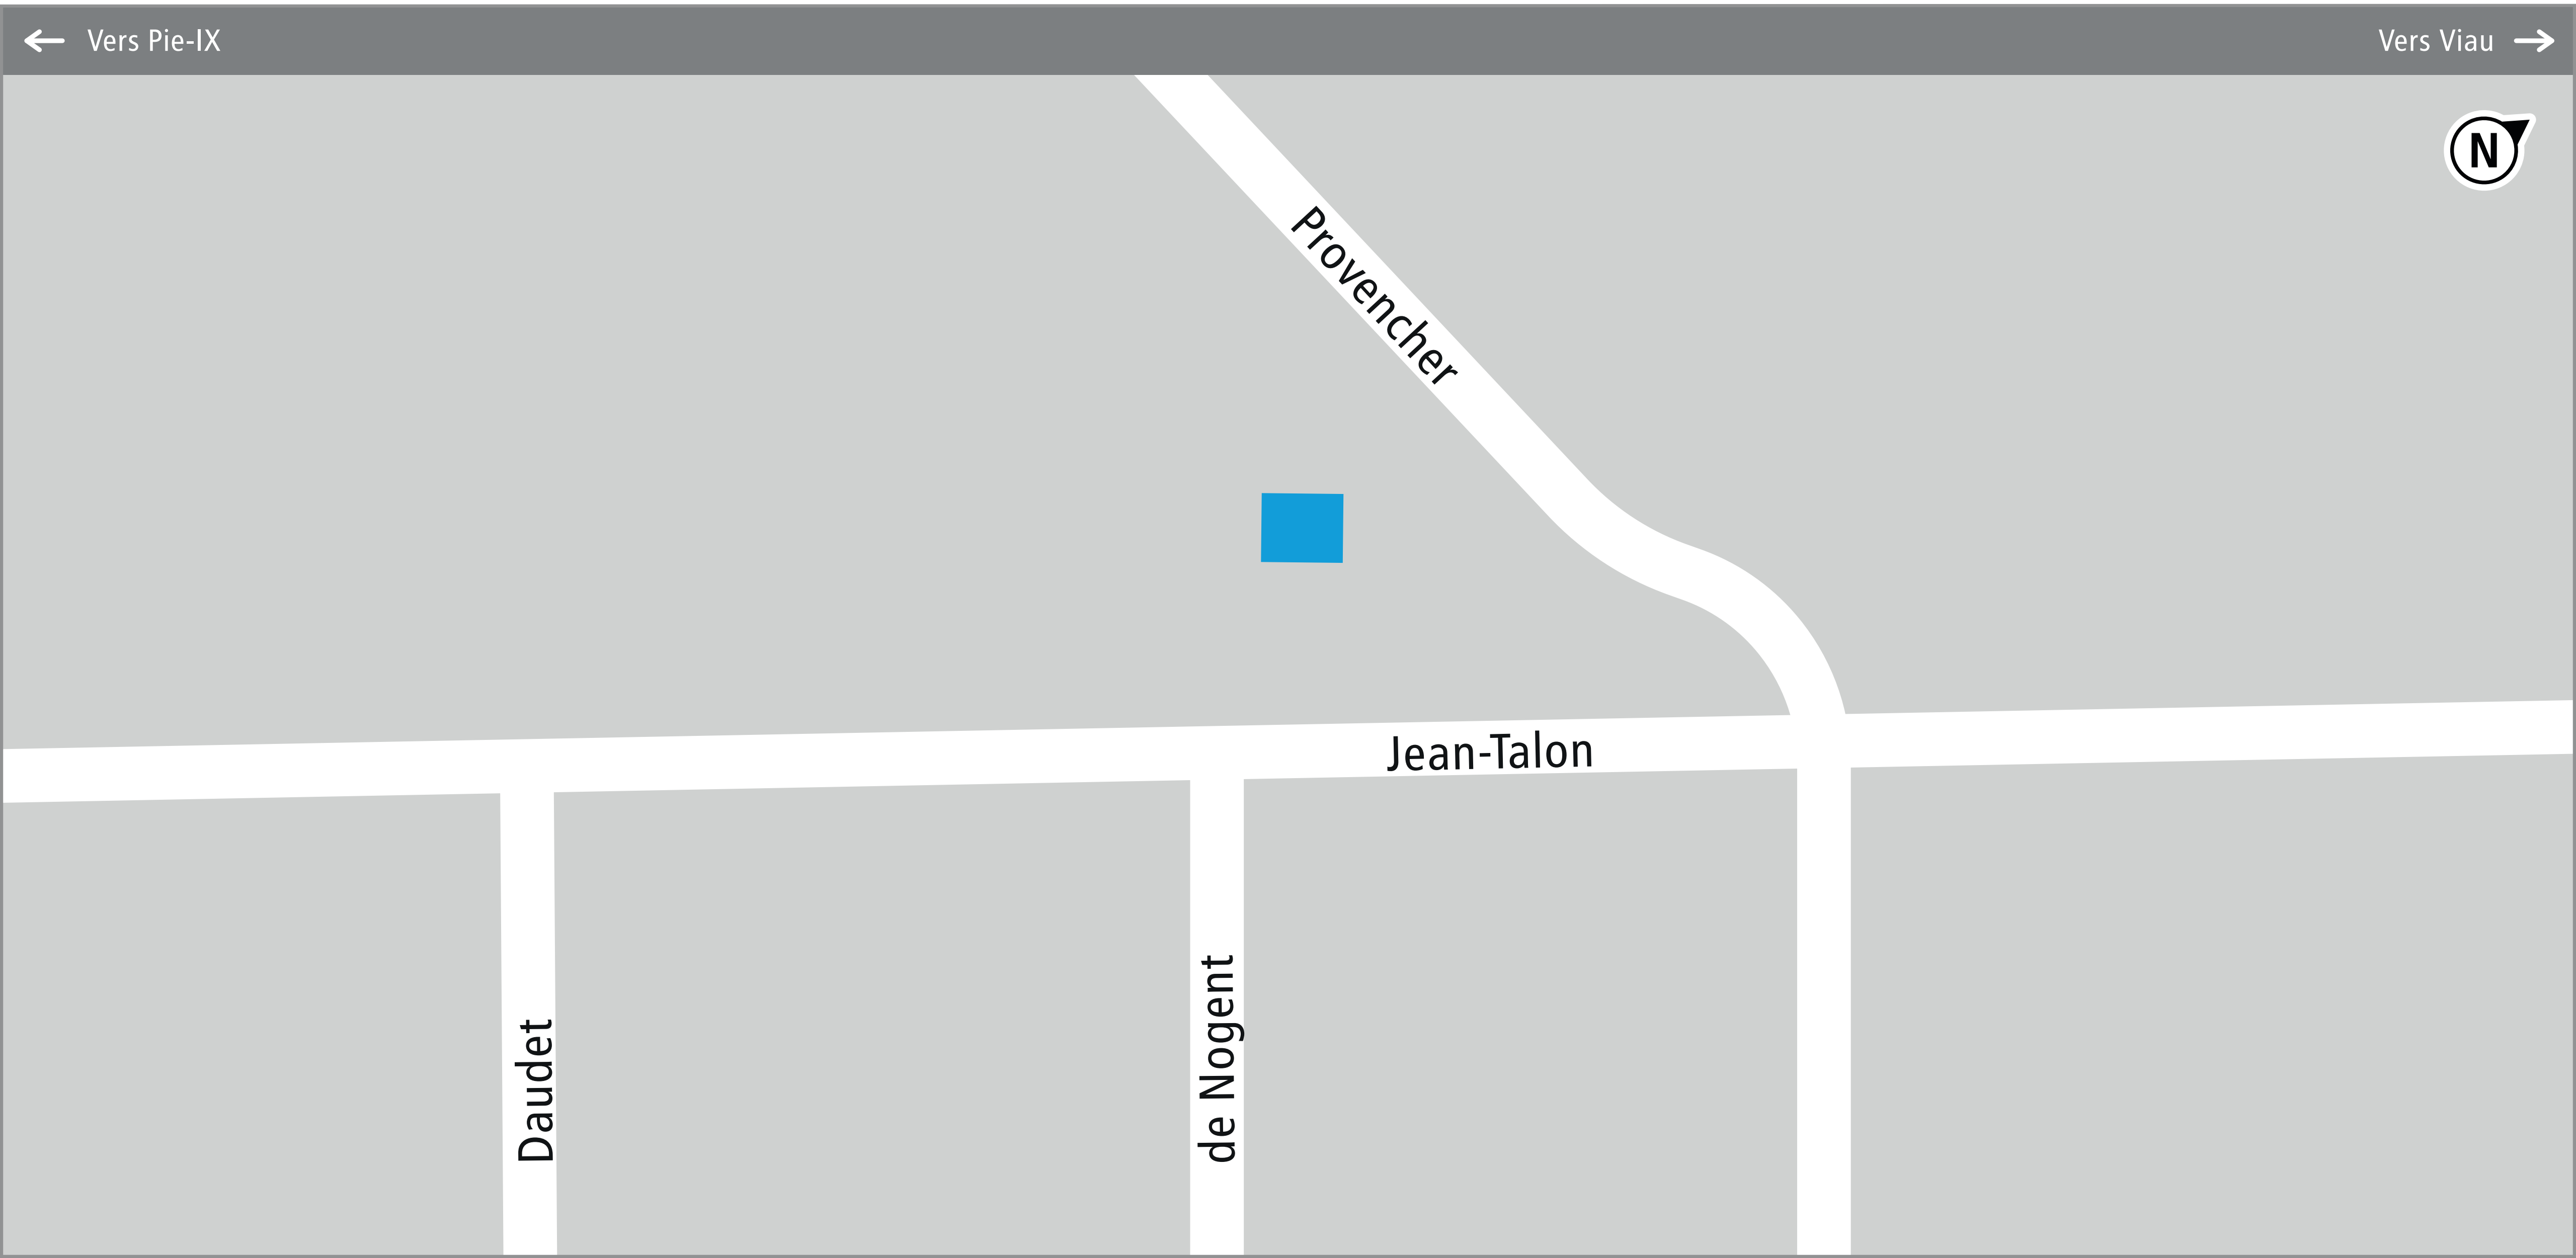 Vers Pie-IX
Vers Viau
N
Provencher
Jean-Talon
Daudet
de Nogent